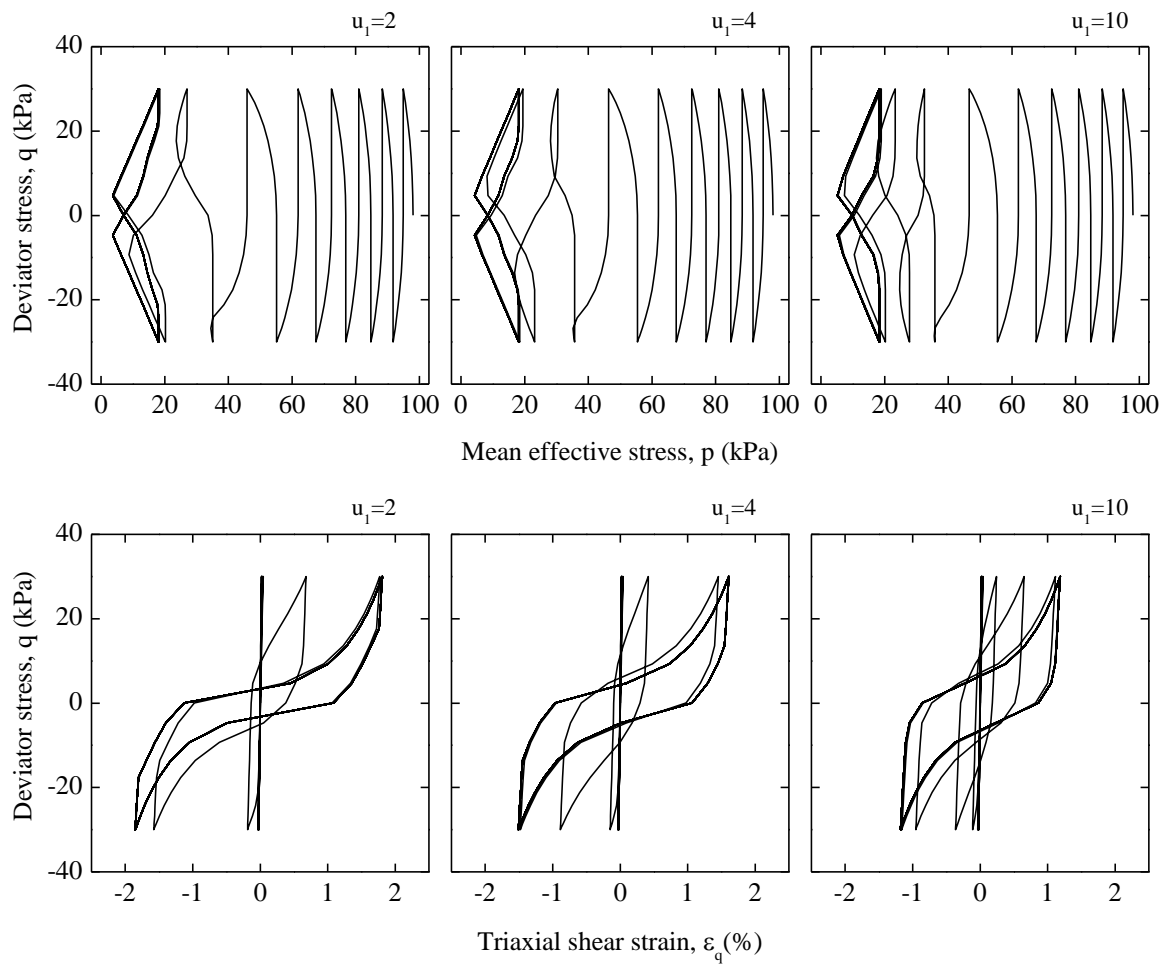 u1=2 u1=4 u1=10
40
20
0
-20
-40
Deviator stress, q (kPa)
0 20 40 60 80 100 0 20 40 60 80 100 0 20 40 60 80 100
Mean effective stress, p (kPa)
u1=2 u1=4 u1=10
40
20
0
-20
-40
Deviator stress, q (kPa)
-2 -1 0 1 2 -2 -1 0 1 2 -2 -1 0 1 2
Triaxial shear strain, εq(%)